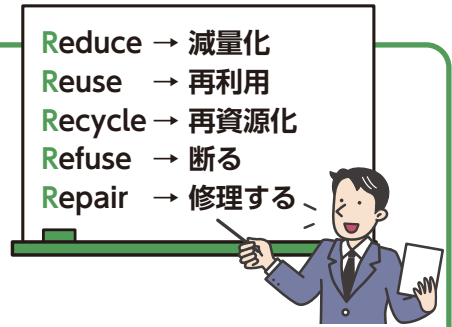 Reduce → 減量化
Reuse → 再利用
Recycle → 再資源化
Refuse → 断る
Repair → 修理する